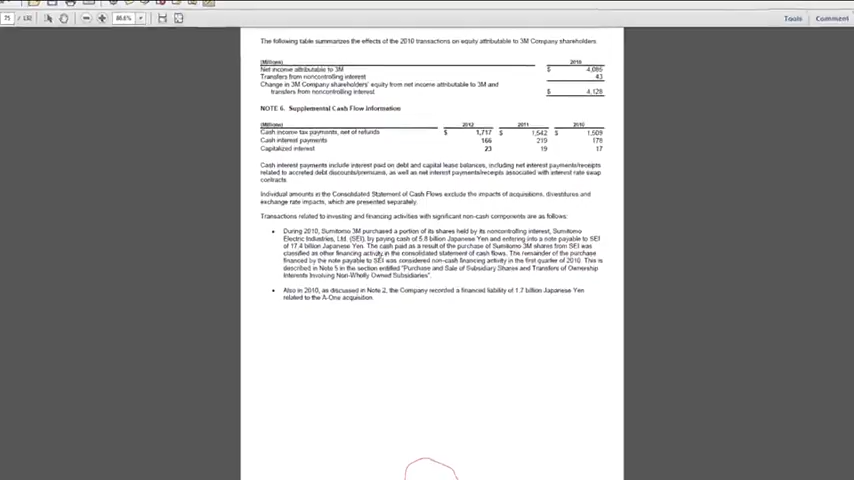 71 / 132
86.6%
Tools
Comment
The following table summarizes the effects of the 2010 transactions on equity attributable to 3M Company shareholders.
(Millions) 2010
Net income attributable to 3M $ 4,085
Transfers from noncontrolling interest 43
Change in 3M Company shareholders' equity from net income attributable to 3M and
transfers from noncontrolling interest $ 4,128
NOTE 6. Supplemental Cash Flow Information
(Millions) 2012 2011 2010
Cash income tax payments, net of refunds $ 1,717 $ 1,542 $ 1,509
Cash interest payments 166 219 178
Capitalized interest 23 19 17
Cash interest payments include interest paid on debt and capital lease balances, including net interest payments/receipts
related to accreted debt discounts/premiums, as well as net interest payments/receipts associated with interest rate swap
contracts.
Individual amounts in the Consolidated Statement of Cash Flows exclude the impacts of acquisitions, divestitures and
exchange rate impacts, which are presented separately.
Transactions related to investing and financing activities with significant non-cash components are as follows:
• During 2010, Sumitomo 3M purchased a portion of its shares held by its noncontrolling interest, Sumitomo
Electric Industries, Ltd. (SEI), by paying cash of 5.8 billion Japanese Yen and entering into a note payable to SEI
of 17.4 billion Japanese Yen. The cash paid as a result of the purchase of Sumitomo 3M shares from SEI was
classified as other financing activity in the consolidated statement of cash flows. The remainder of the purchase
financed by the note payable to SEI was considered non-cash financing activity in the first quarter of 2010. This is
described in Note 5 in the section entitled "Purchase and Sale of Subsidiary Shares and Transfers of Ownership
Interests Involving Non-Wholly Owned Subsidiaries".
• Also in 2010, as discussed in Note 2, the Company recorded a financed liability of 1.7 billion Japanese Yen
related to the A-One acquisition.